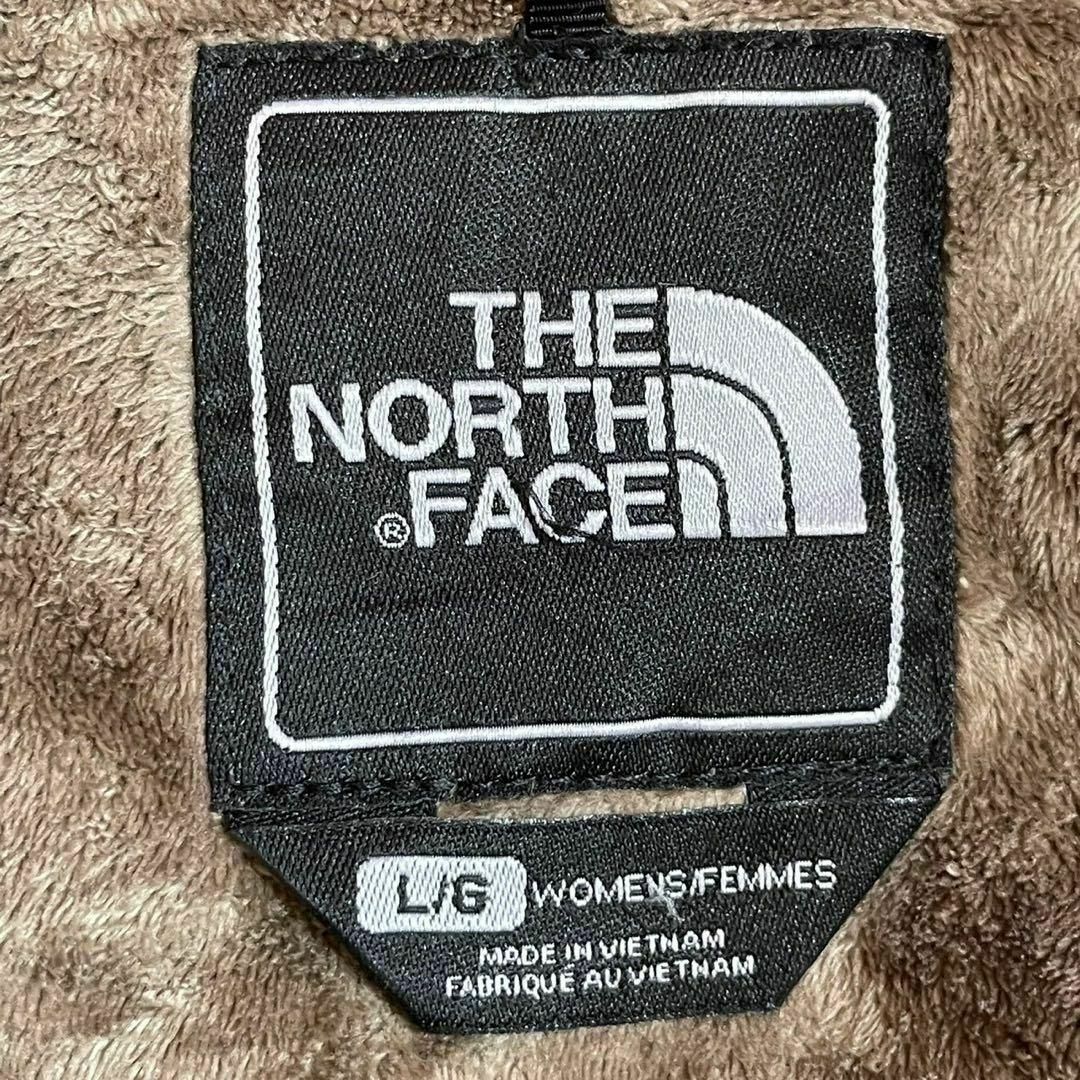 THE
NORTH
®FACE
L/G WOMENS/FEMMES
MADE IN VIETNAM
FABRIQUÉ AU VIETNAM